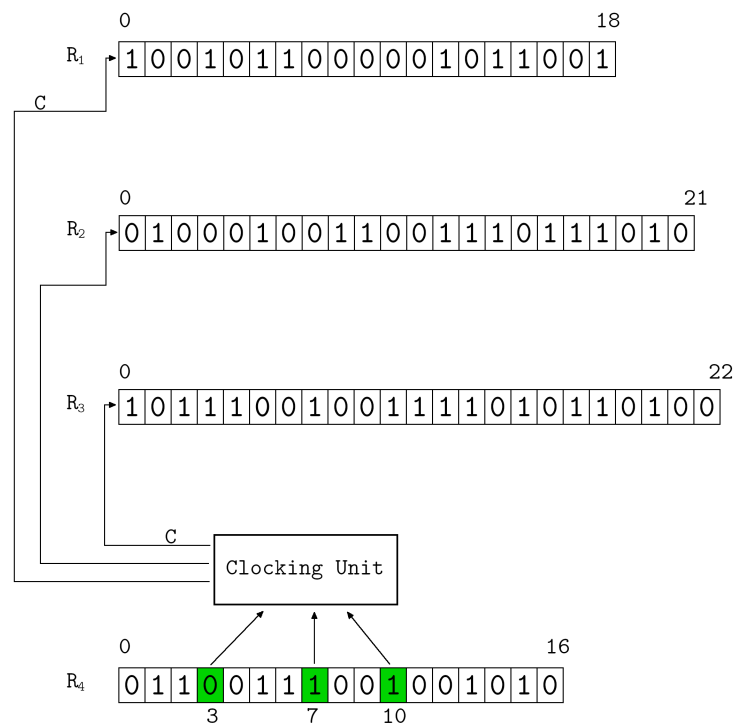 0 18
R₁ 1 0 0 1 0 1 1 0 0 0 0 0 1 0 1 1 0 0 1
C
0 21
R₂ 0 1 0 0 0 1 0 0 1 1 0 0 1 1 1 0 1 1 1 0 1 0
0 22
R₃ 1 0 1 1 1 0 0 1 0 0 1 1 1 1 0 1 0 1 1 0 1 0 0
C
Clocking Unit
0 16
R₄ 0 1 1 0 0 1 1 1 0 0 1 0 0 1 0 1 0
3 7 10